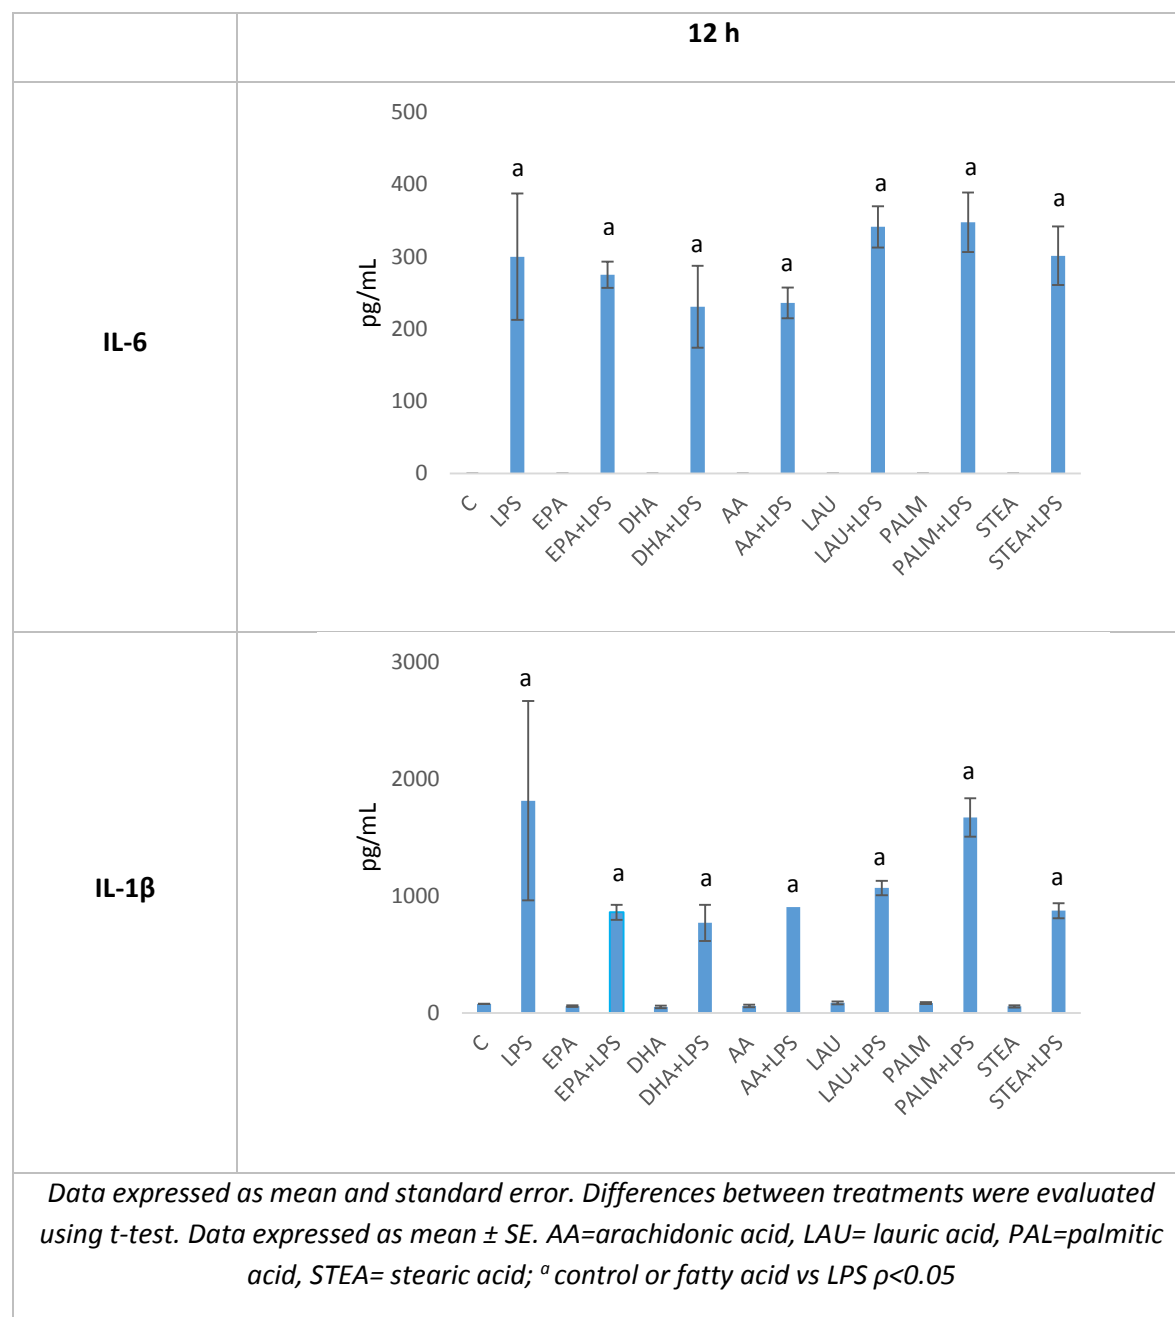 12 h
IL-6
500
400
300
200
100
0
pg/mL
a
a
a
a
a
a
a
C
LPS
EPA
EPA+LPS
DHA
DHA+LPS
AA
AA+LPS
LAU
LAU+LPS
PALM
PALM+LPS
STEA
STEA+LPS
IL-1β
3000
2000
1000
0
pg/mL
a
a
a
a
a
a
a
C
LPS
EPA
EPA+LPS
DHA
DHA+LPS
AA
AA+LPS
LAU
LAU+LPS
PALM
PALM+LPS
STEA
STEA+LPS
Data expressed as mean and standard error. Differences between treatments were evaluated
using t-test. Data expressed as mean ± SE. AA=arachidonic acid, LAU= lauric acid, PAL=palmitic
acid, STEA= stearic acid; ᵃ control or fatty acid vs LPS ρ<0.05